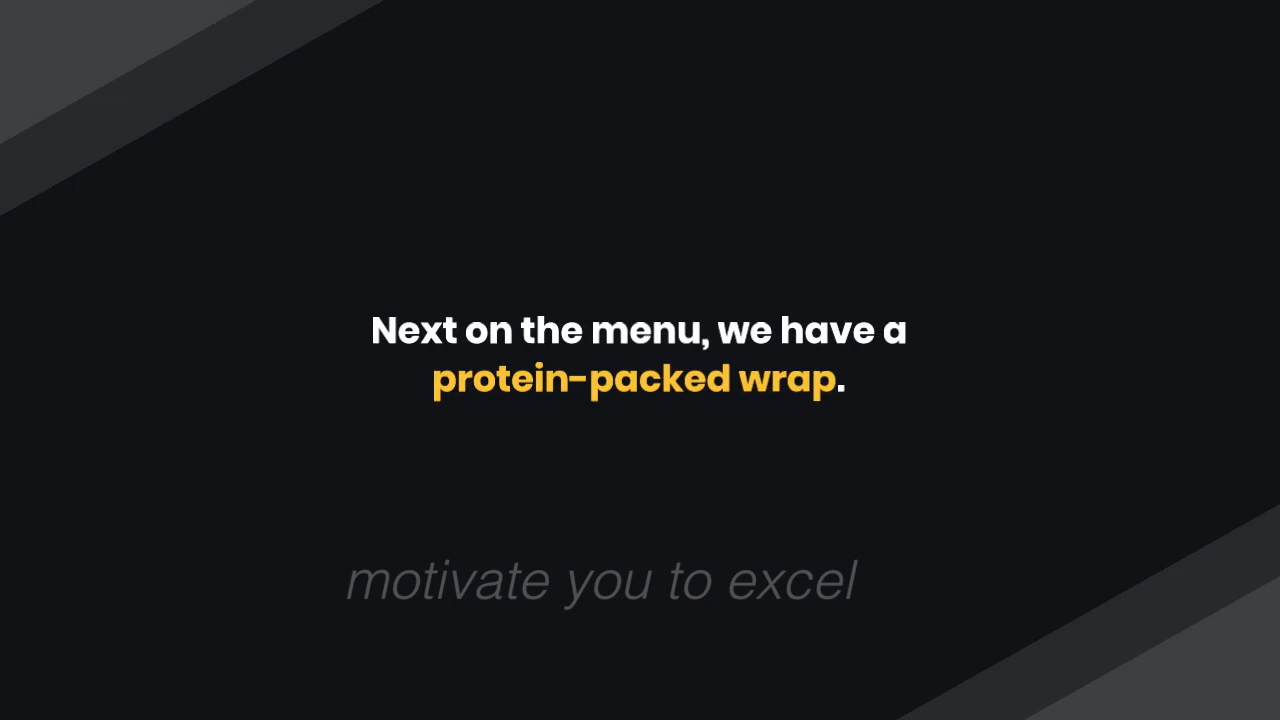 Next on the menu, we have a
protein-packed wrap.
motivate you to excel